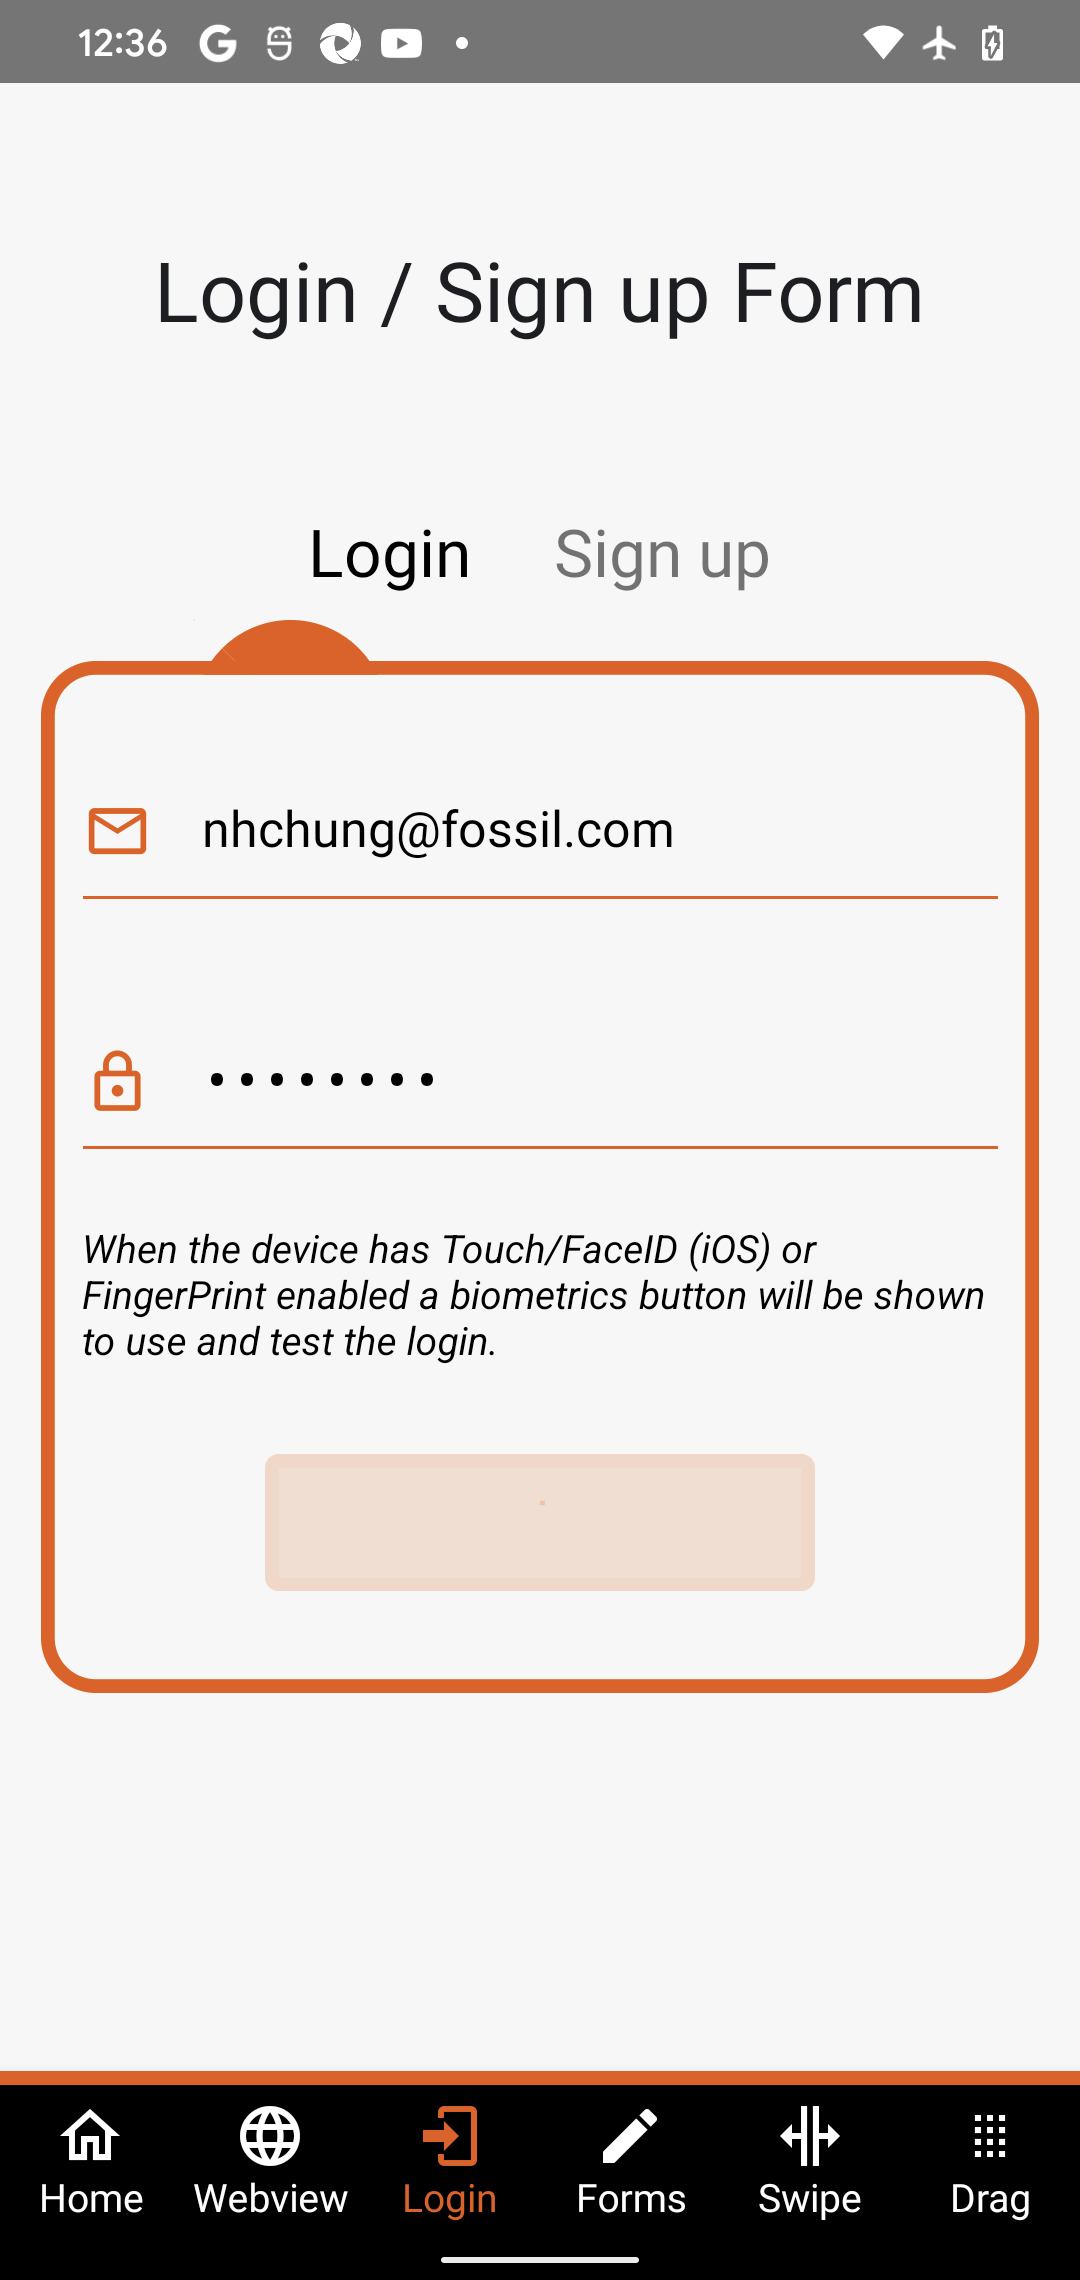 12:36
Login / Sign up Form
Login Sign up
nhchung@fossil.com
••••••••
When the device has Touch/FaceID (iOS) or
FingerPrint enabled a biometrics button will be shown
to use and test the login.
Home Webview Login Forms Swipe Drag